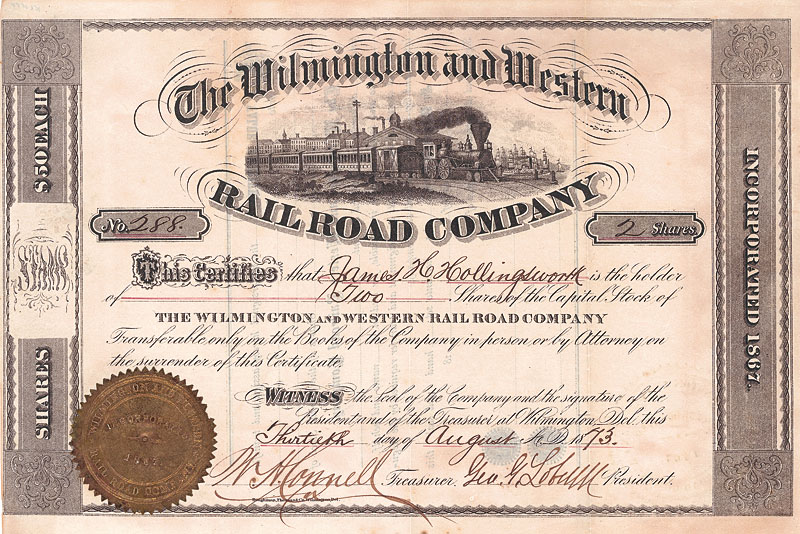 The Wilmington and Western
RAIL ROAD COMPANY
No. 288.
2 Shares
This Certifies that James H Hollingsworth is the holder
of Two Shares of the Capital Stock of
THE WILMINGTON AND WESTERN RAIL ROAD COMPANY
Transferable only on the Books of the Company in person or by Attorney on
the surrender of this Certificate.
WITNESS the Seal of the Company and the signature of the
President and of the Treasurer at Wilmington, Del. this
Thirtieth day of August A.D. 1873.
Treasurer. Geo. G. Lobdell President.
SHARES
$50 EACH
INCORPORATED 1867.